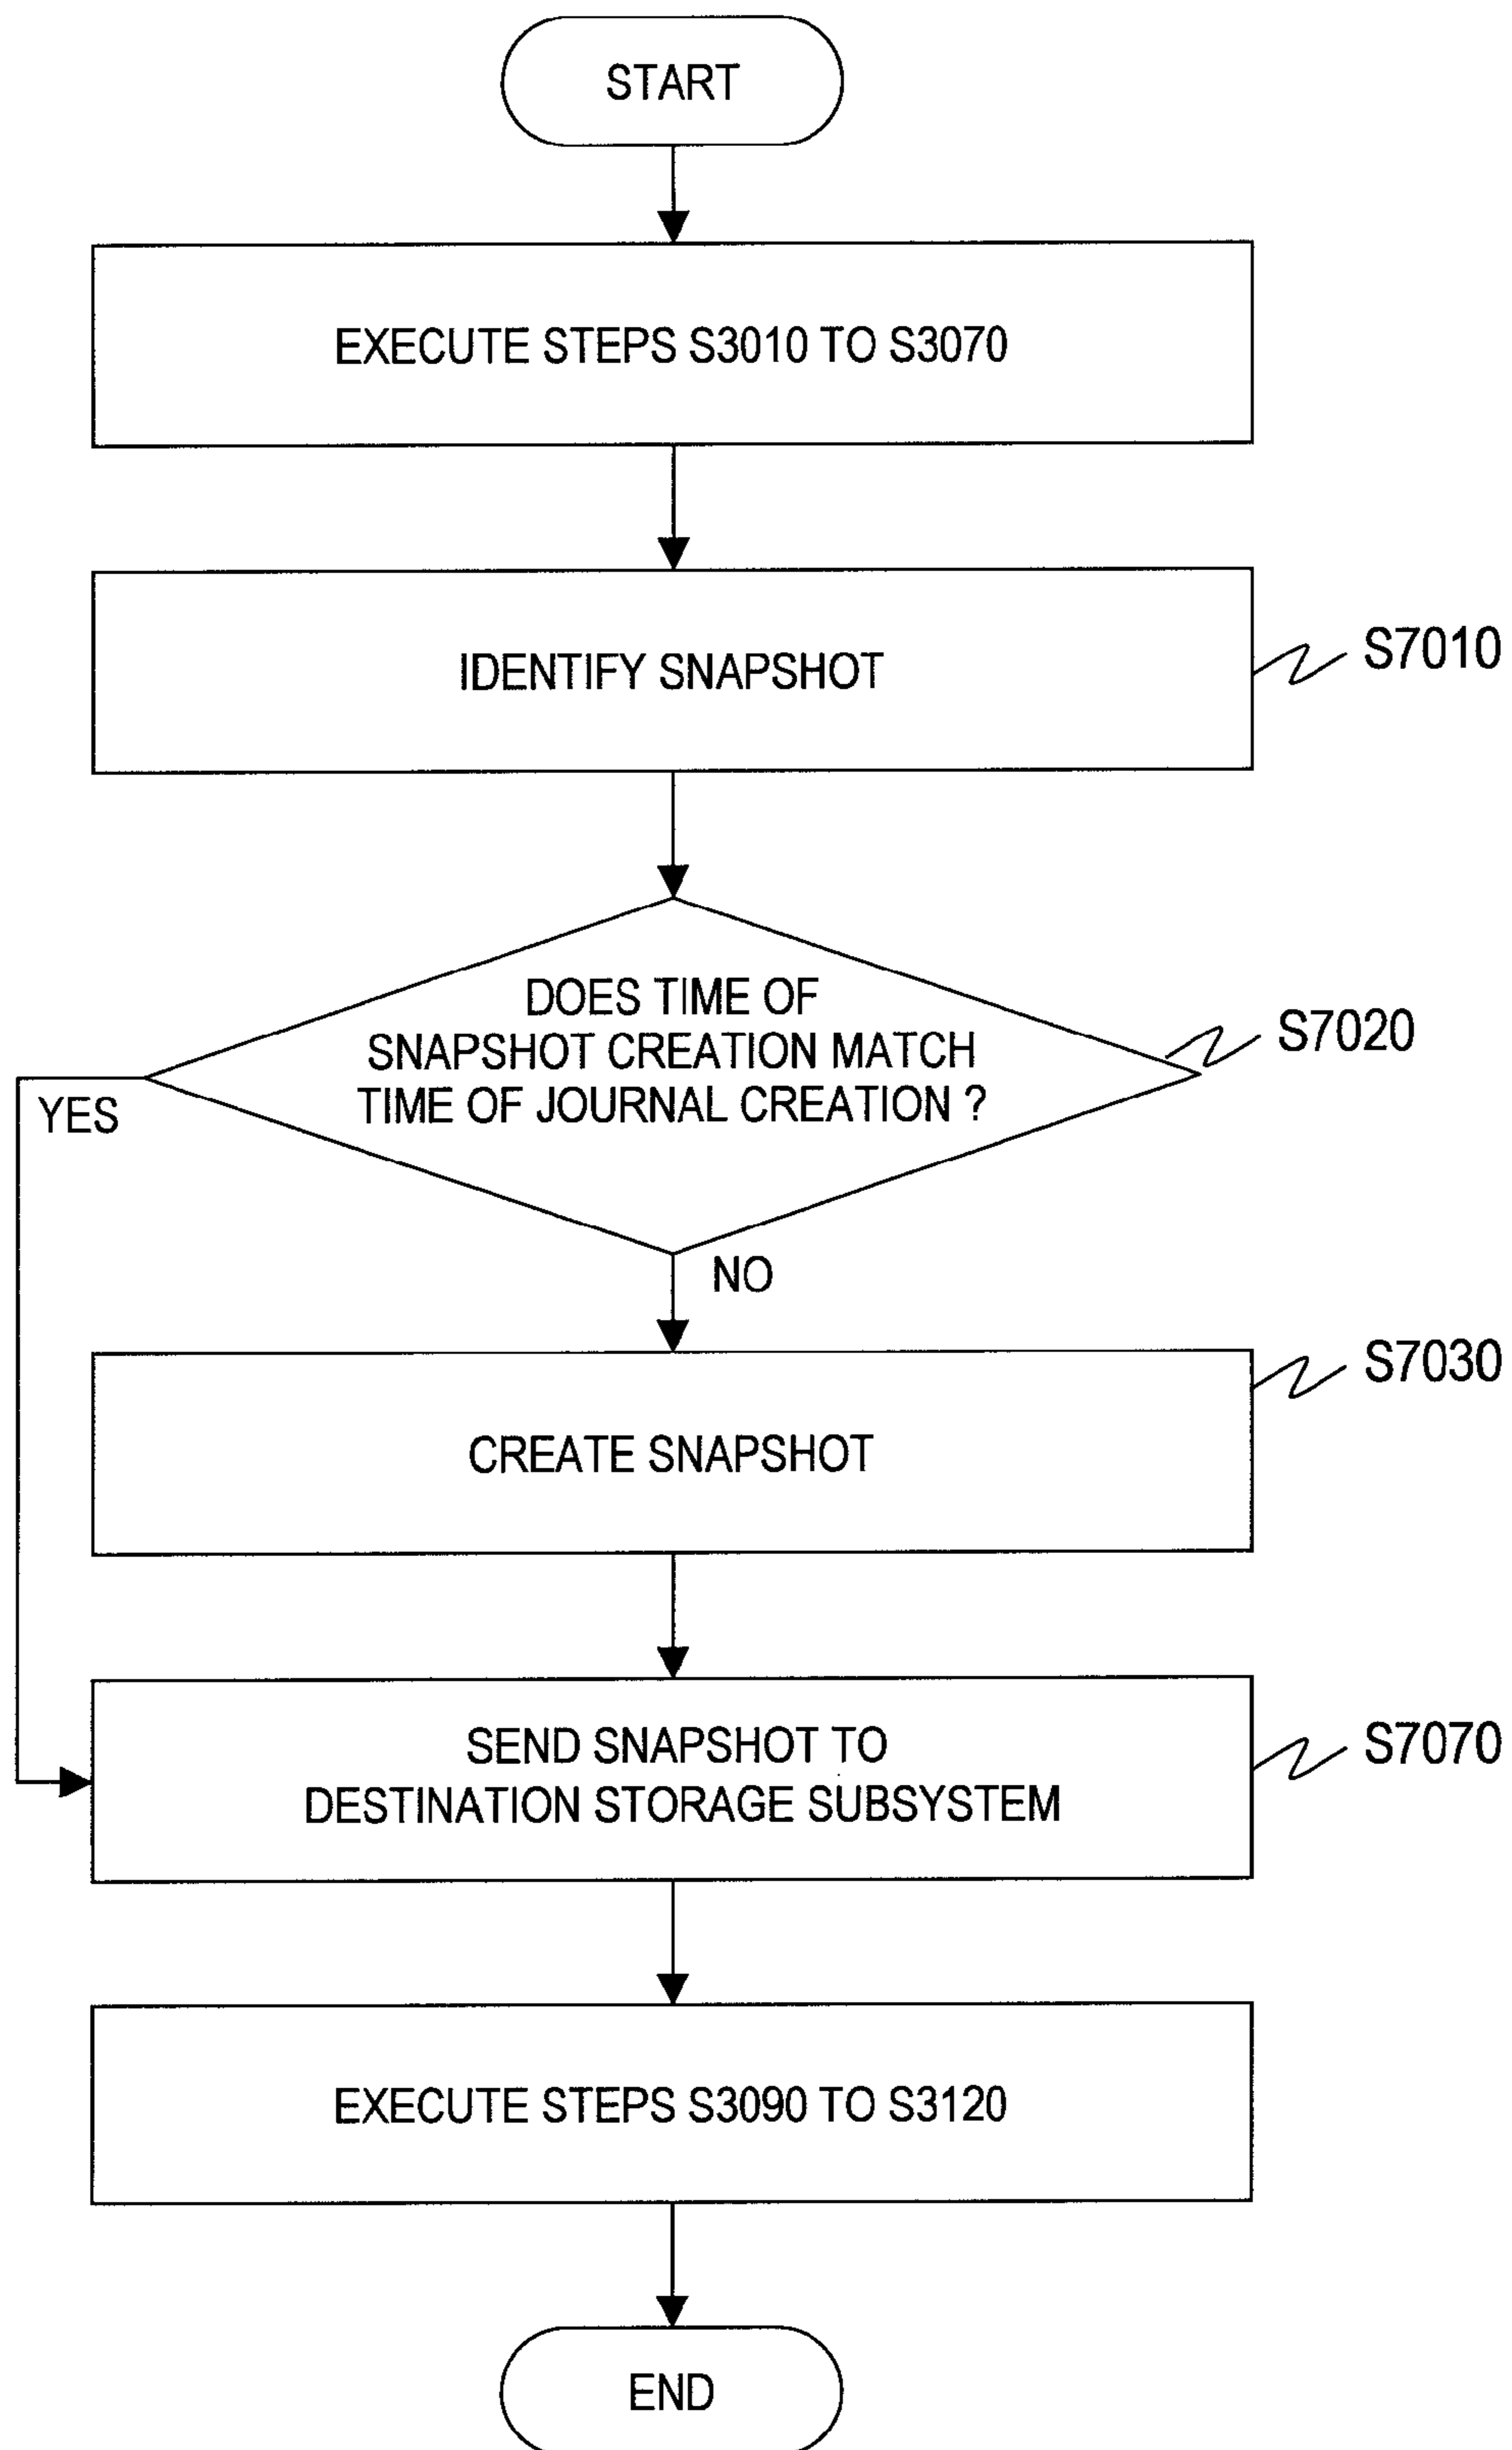 START
EXECUTE STEPS S3010 TO S3070
IDENTIFY SNAPSHOT
S7010
DOES TIME OF
SNAPSHOT CREATION MATCH
TIME OF JOURNAL CREATION ?
S7020
YES
NO
S7030
CREATE SNAPSHOT
SEND SNAPSHOT TO
DESTINATION STORAGE SUBSYSTEM
S7070
EXECUTE STEPS S3090 TO S3120
END